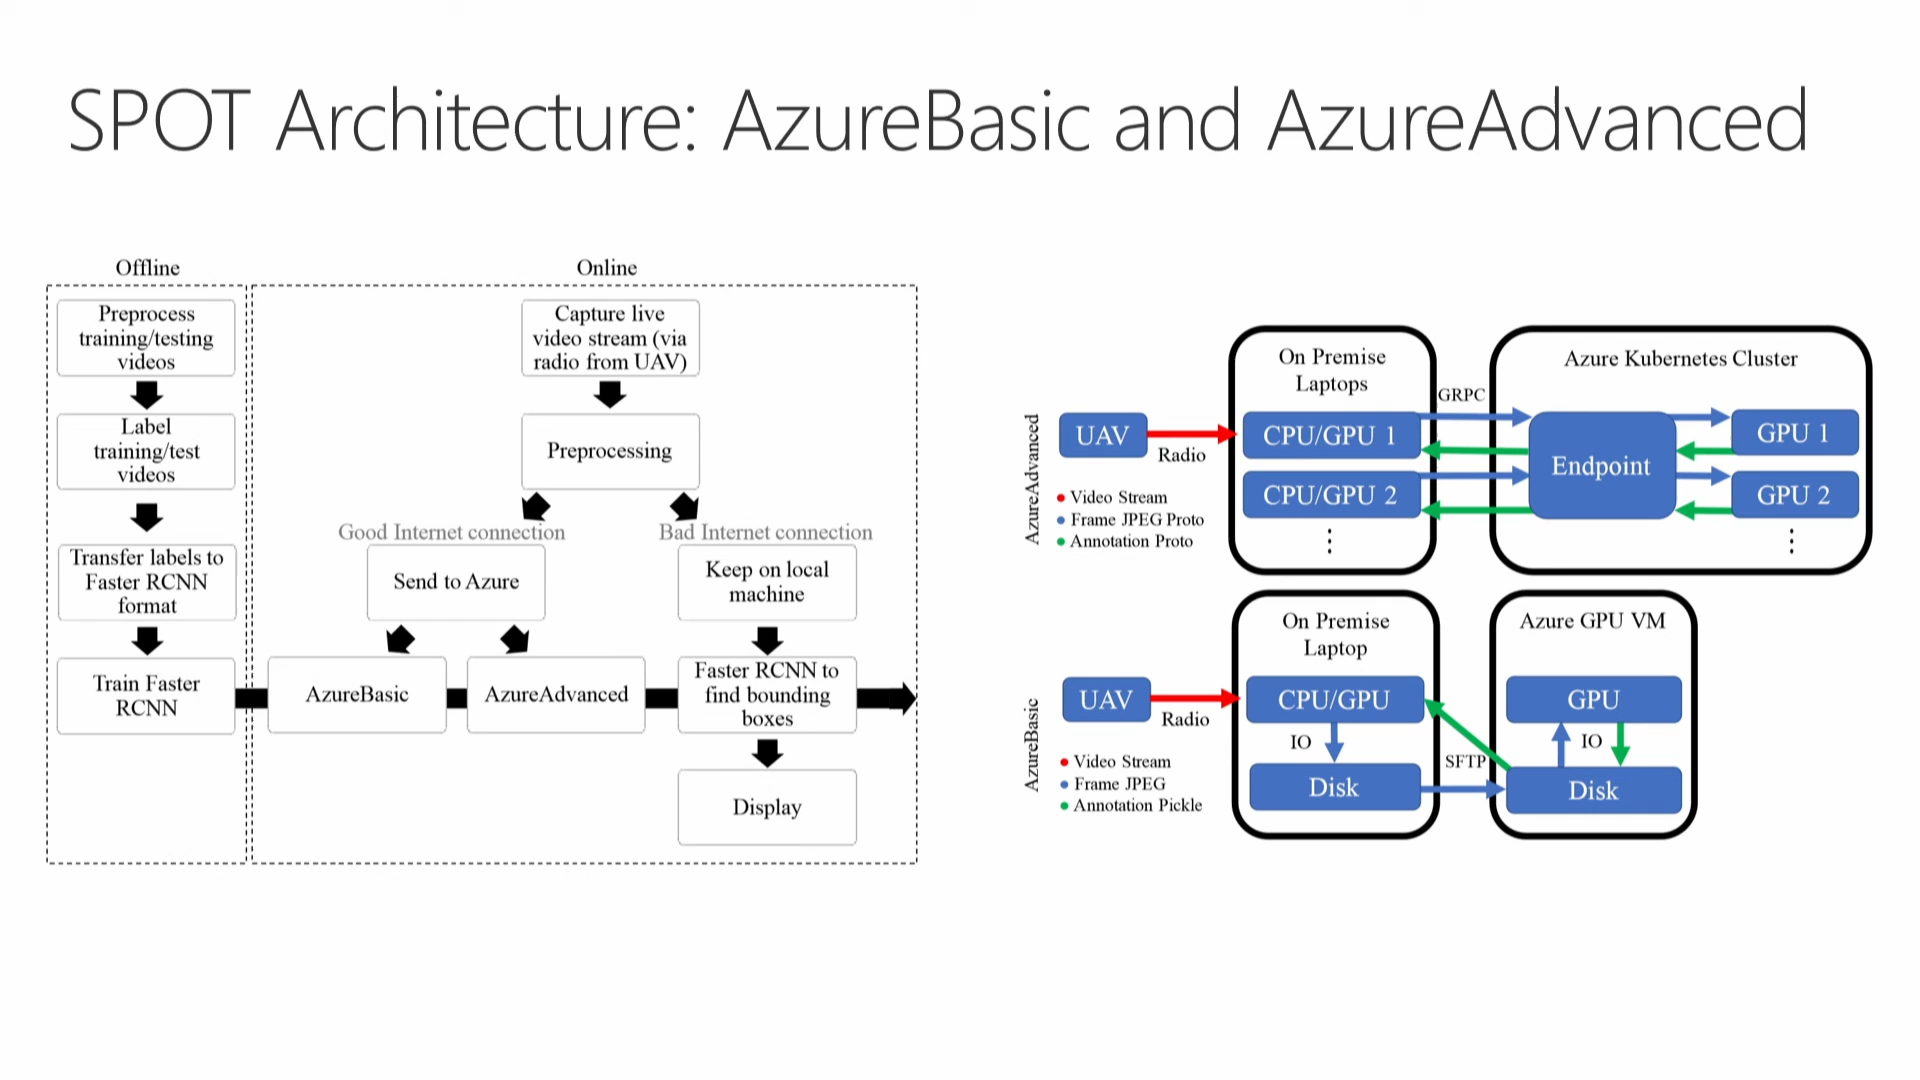 SPOT Architecture: AzureBasic and AzureAdvanced
Offline
Preprocess
training/testing
videos
Label
training/test
videos
Transfer labels to
Faster RCNN
format
Train Faster
RCNN
Online
Capture live
video stream (via
radio from UAV)
Preprocessing
Good Internet connection
Bad Internet connection
Send to Azure
Keep on local
machine
AzureBasic
AzureAdvanced
Faster RCNN to
find bounding
boxes
Display
AzureAdvanced
UAV
Radio
Video Stream
Frame JPEG Proto
Annotation Proto
On Premise
Laptops
CPU/GPU 1
CPU/GPU 2
GRPC
Azure Kubernetes Cluster
Endpoint
GPU 1
GPU 2
AzureBasic
UAV
Radio
Video Stream
Frame JPEG
Annotation Pickle
On Premise
Laptop
CPU/GPU
IO
Disk
SFTP
Azure GPU VM
GPU
IO
Disk